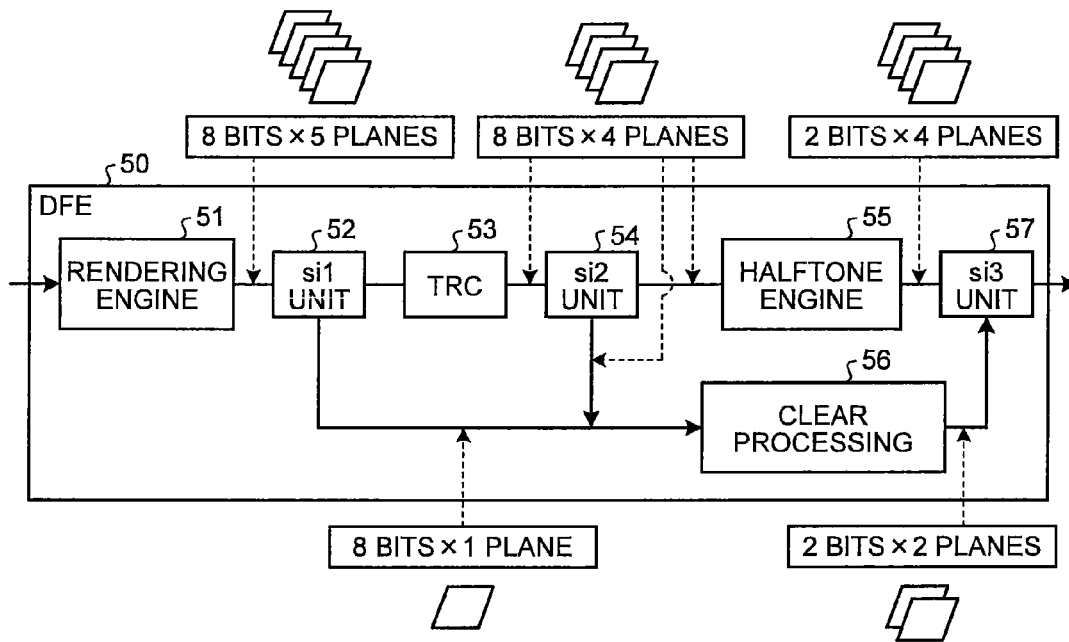 8 BITS×5 PLANES
8 BITS×4 PLANES
2 BITS×4 PLANES
50
DFE
51
52
53
54
55
57
RENDERING
ENGINE
si1
UNIT
TRC
si2
UNIT
HALFTONE
ENGINE
si3
UNIT
56
CLEAR
PROCESSING
8 BITS×1 PLANE
2 BITS×2 PLANES